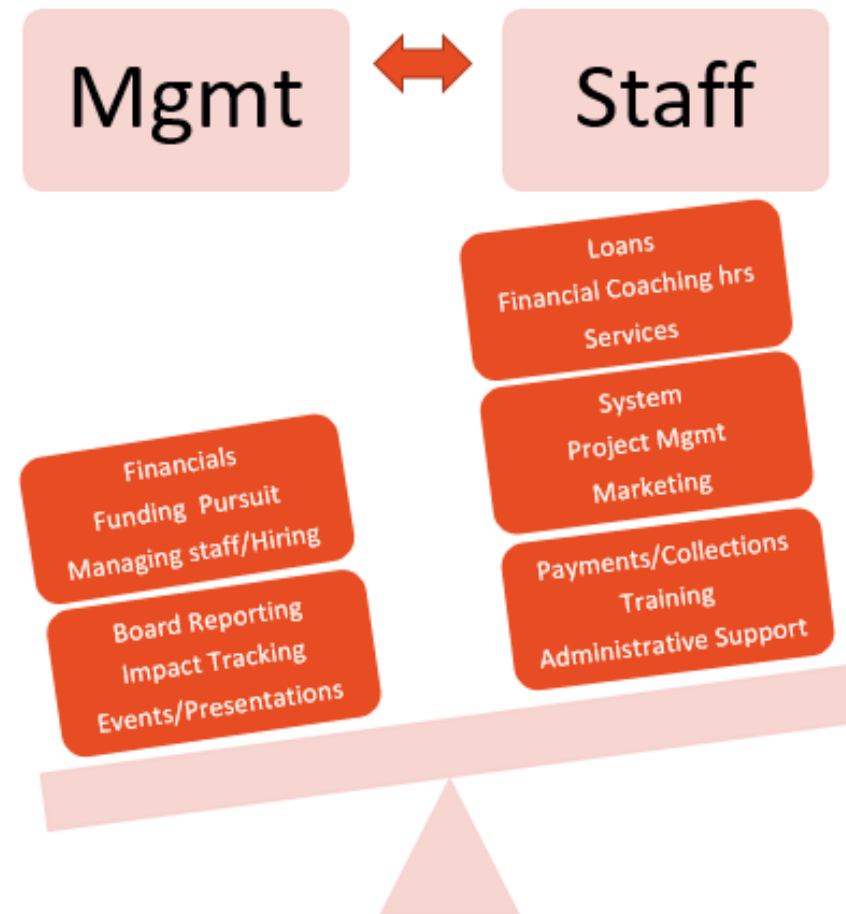 Mgmt
Staff
Loans
Financial Coaching hrs
Services
System
Project Mgmt
Marketing
Payments/Collections
Training
Administrative Support
Financials
Funding Pursuit
Managing staff/Hiring
Board Reporting
Impact Tracking
Events/Presentations